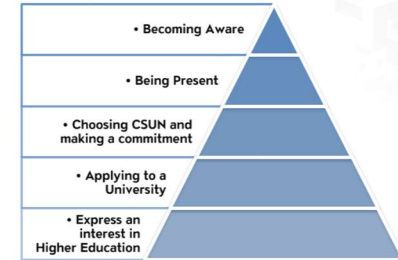 • Becoming Aware
• Being Present
• Choosing CSUN and
making a commitment
• Applying to a
University
• Express an
interest in
Higher Education